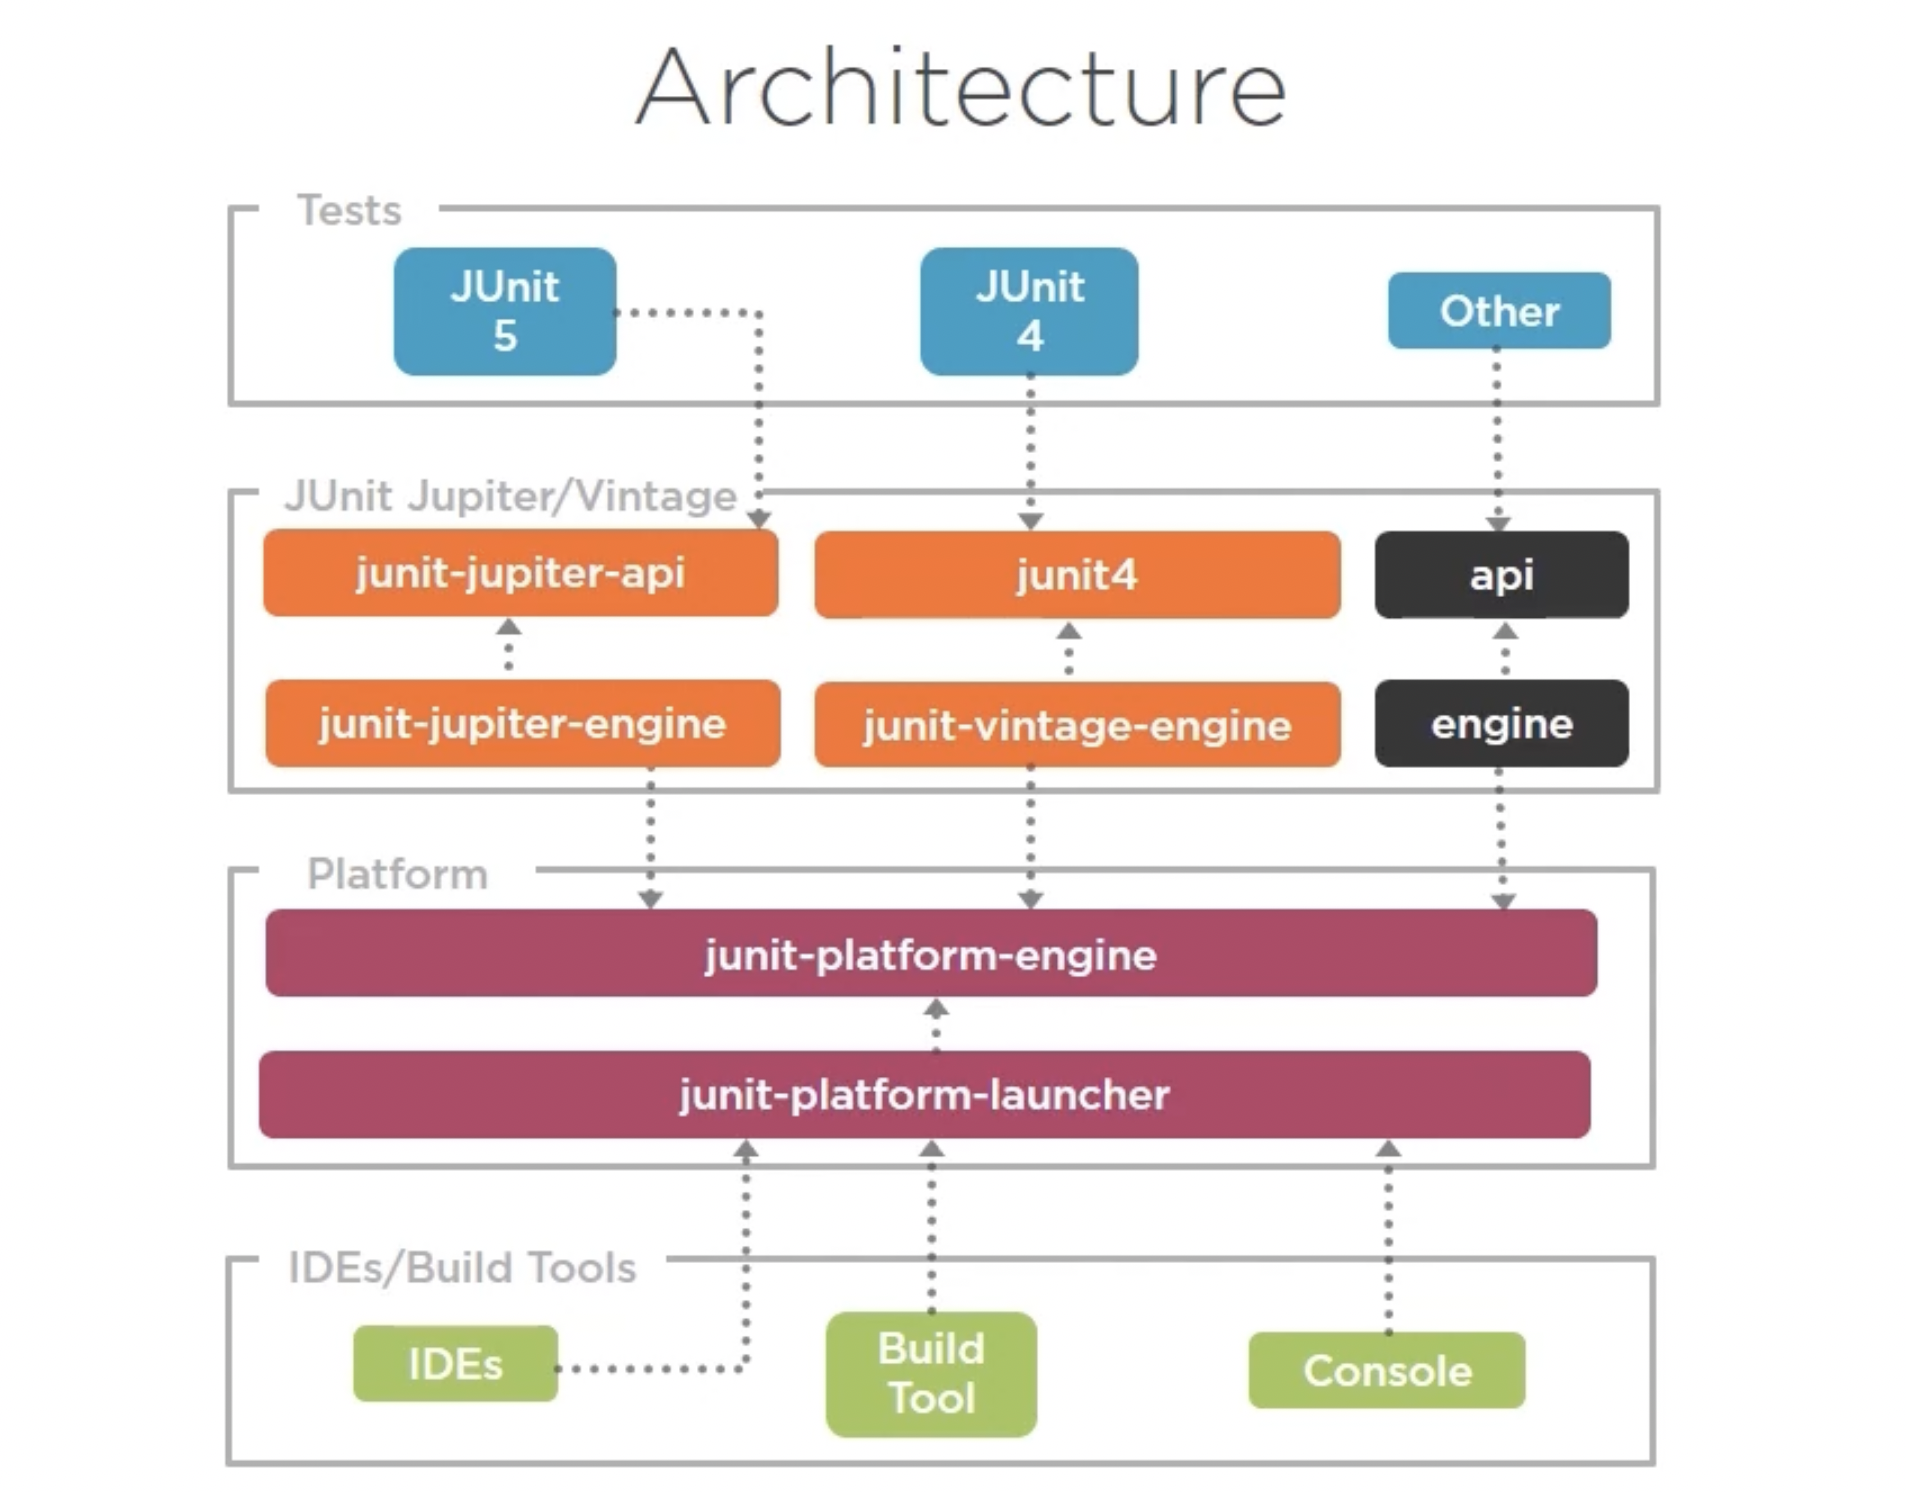 Architecture
Tests
JUnit
5
JUnit
4
Other
JUnit Jupiter/Vintage
junit-jupiter-api
junit4
api
junit-jupiter-engine
junit-vintage-engine
engine
Platform
junit-platform-engine
junit-platform-launcher
IDEs/Build Tools
IDEs
Build
Tool
Console